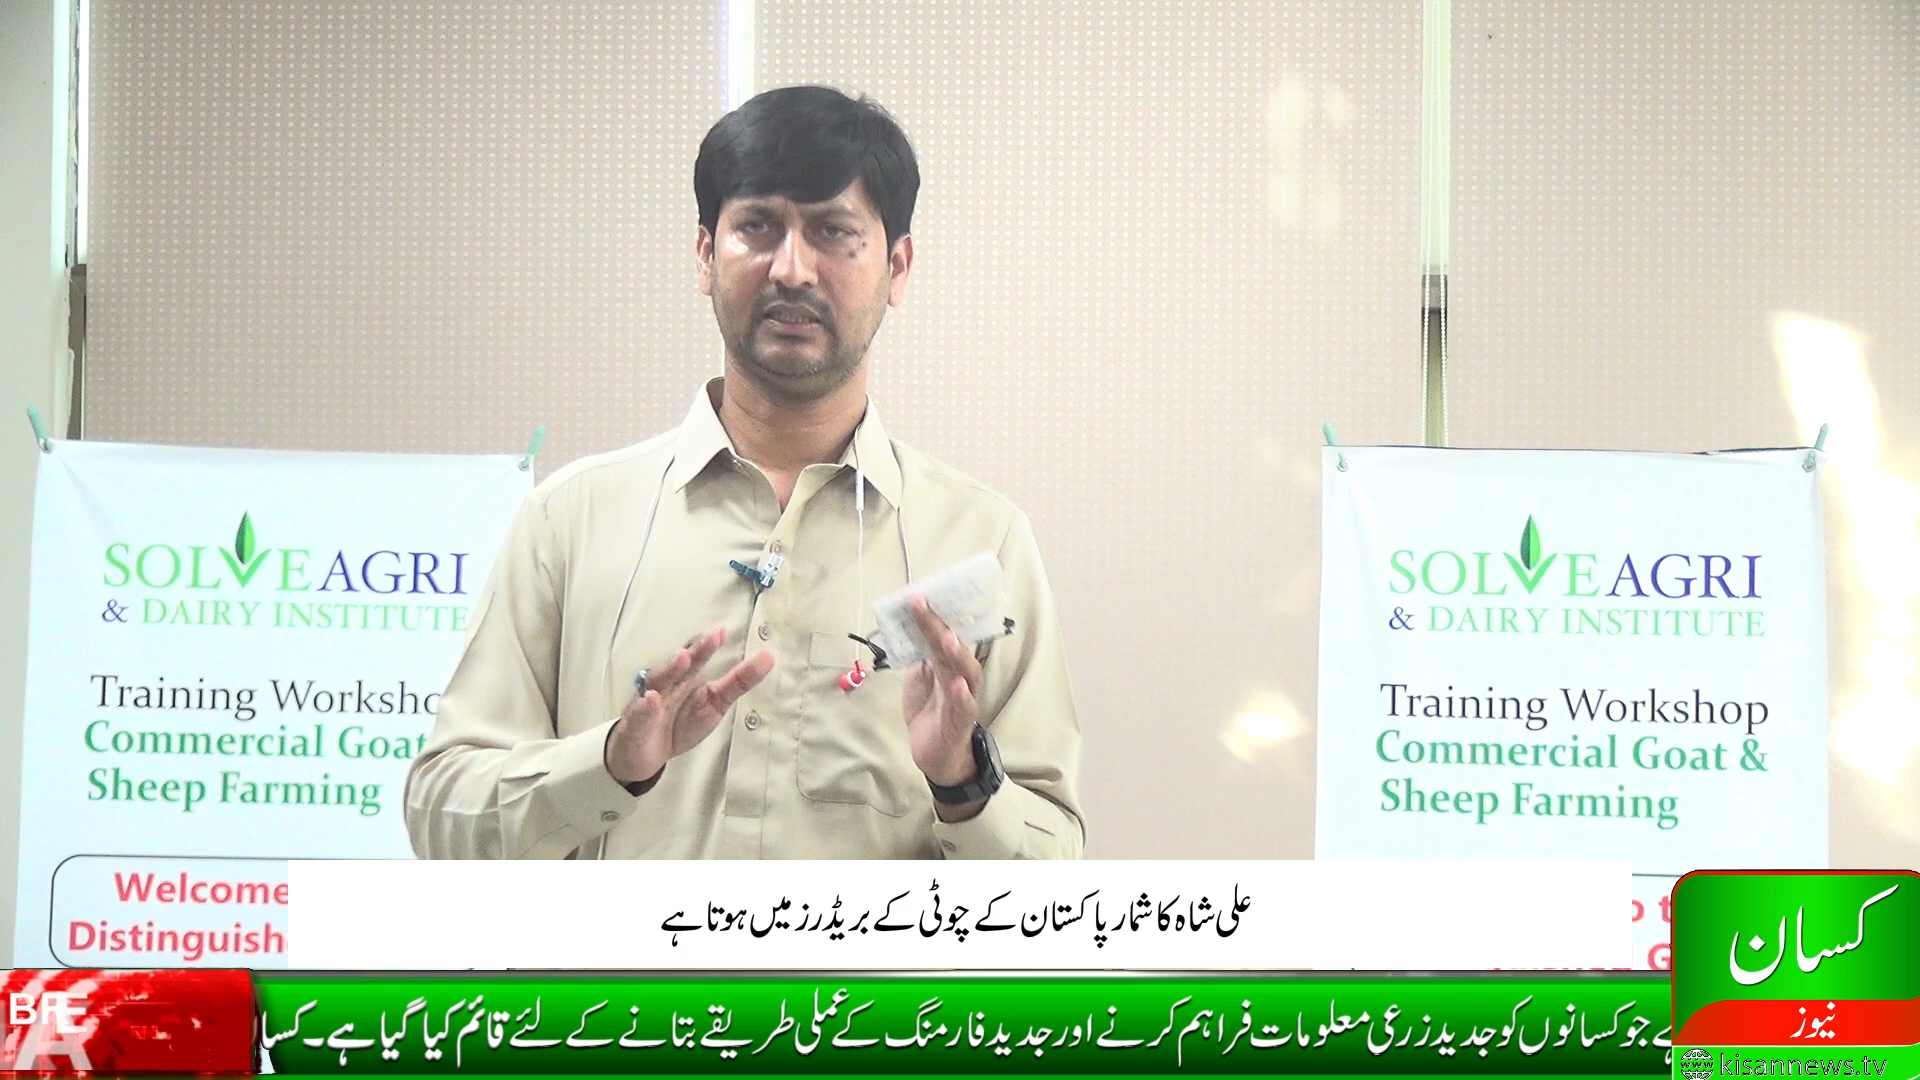 SOLVE AGRI
& DAIRY INSTITUTE
Training Worksho
Commercial Goat
Sheep Farming
Welcome
Distinguish
SOLVE AGRI
& DAIRY INSTITUTE
Training Workshop
Commercial Goat &
Sheep Farming
علی شاہ کا شمار پاکستان کے چوٹی کے بریڈرز میں ہوتا ہے
ہے جو کسانوں کو جدید زرعی معلومات فراہم کرنے اور جدید فارمنگ کے عملی طریقے بتانے کے لئے قائم کیا گیا ہے۔ کسا
کسان
نیوز
kisannews.tv